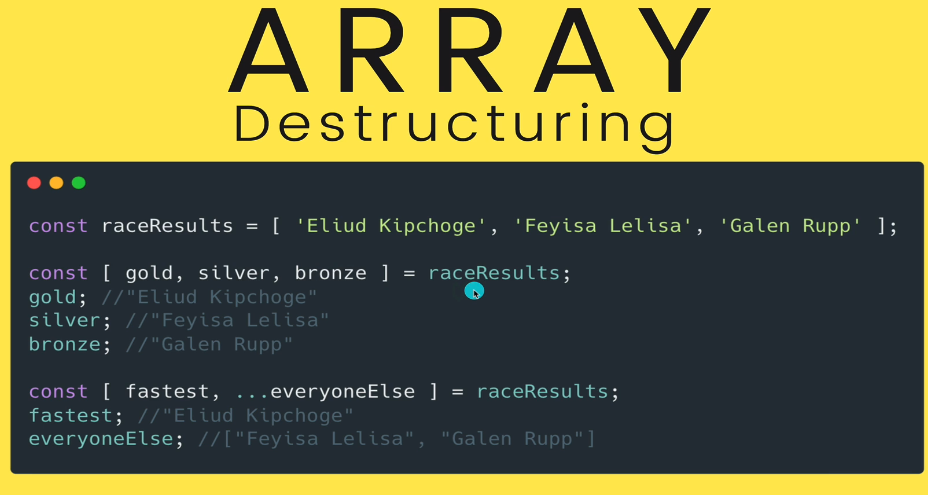 ARRAY
Destructuring
const raceResults = [ 'Eliud Kipchoge', 'Feyisa Lelisa', 'Galen Rupp' ];
const [ gold, silver, bronze ] = raceResults;
gold; //"Eliud Kipchoge"
silver; //"Feyisa Lelisa"
bronze; //"Galen Rupp"
const [ fastest, ...everyoneElse ] = raceResults;
fastest; //"Eliud Kipchoge"
everyoneElse; //["Feyisa Lelisa", "Galen Rupp"]